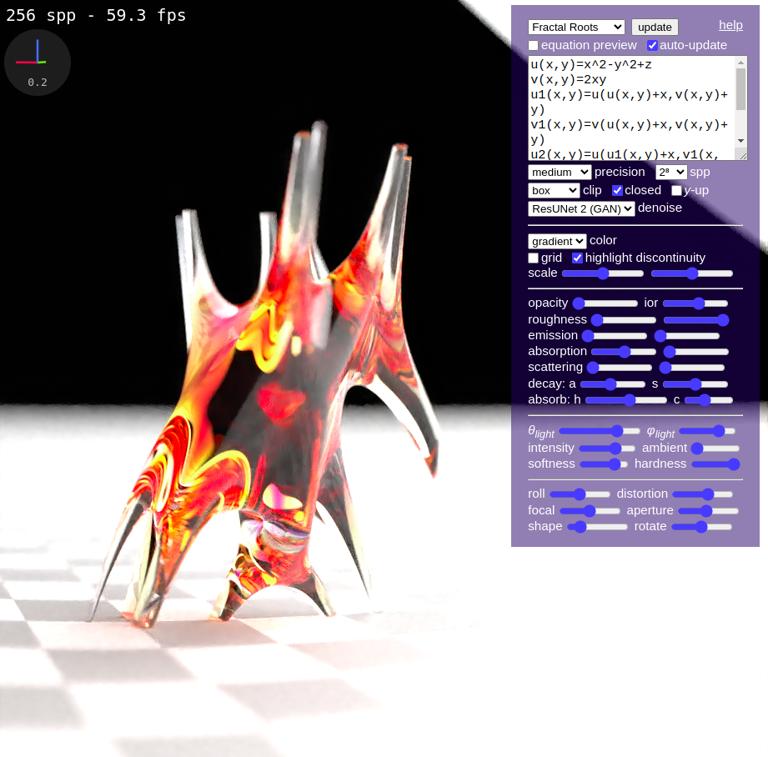 256 spp - 59.3 fps
0.2
Fractal Roots update help
equation preview auto-update
u(x,y)=x^2-y^2+z
v(x,y)=2xy
u1(x,y)=u(u(x,y)+x,v(x,y)+
y)
v1(x,y)=v(u(x,y)+x,v(x,y)+
y)
u2(x,y)=u(u1(x,y)+x,v1(x,
medium precision 2⁸ spp
box clip closed y-up
ResUNet 2 (GAN) denoise
gradient color
grid highlight discontinuity
scale
opacity ior
roughness
emission
absorption
scattering
decay: a s
absorb: h c
θlight φlight
intensity ambient
softness hardness
roll distortion
focal aperture
shape rotate